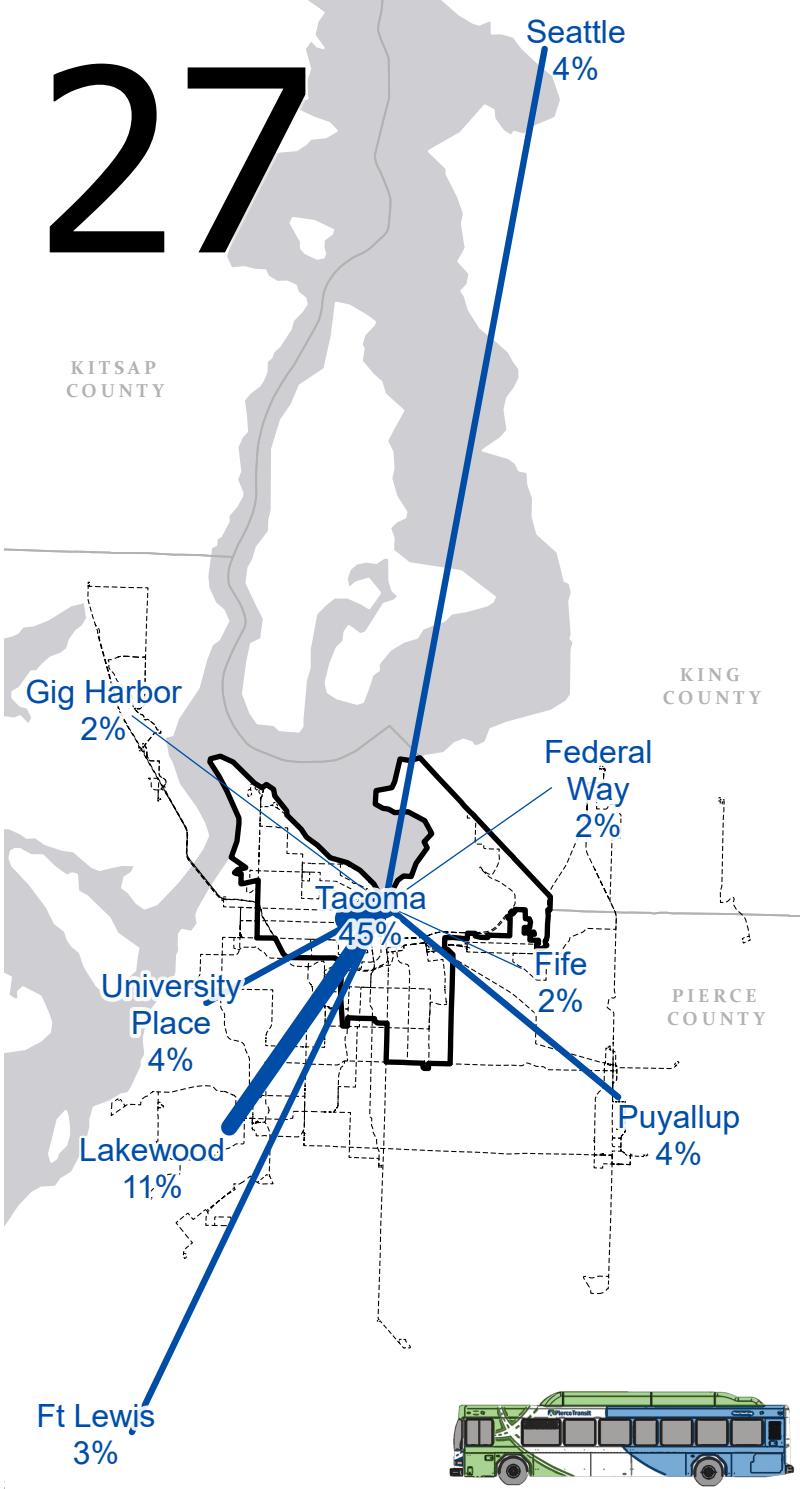 27
Seattle
4%
KITSAP
COUNTY
Gig Harbor
2%
KING
COUNTY
Federal
Way
2%
Tacoma
45%
Fife
2%
University
Place
4%
PIERCE
COUNTY
Puyallup
4%
Lakewood
11%
Ft Lewis
3%
PierceTransit